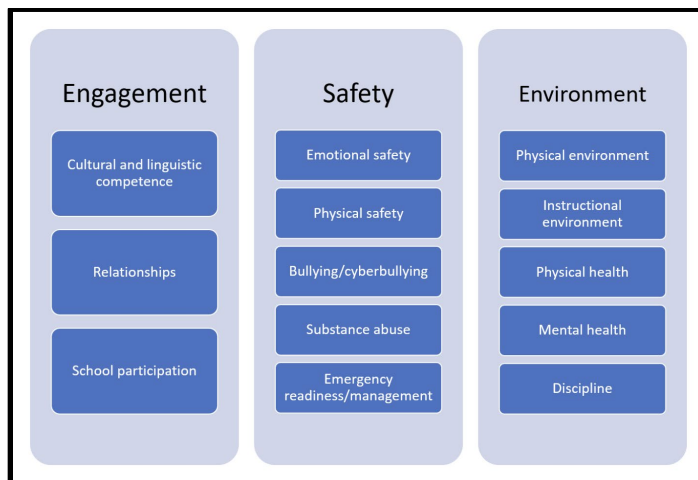 Engagement
Cultural and linguistic
competence
Relationships
School participation
Safety
Emotional safety
Physical safety
Bullying/cyberbullying
Substance abuse
Emergency
readiness/management
Environment
Physical environment
Instructional
environment
Physical health
Mental health
Discipline